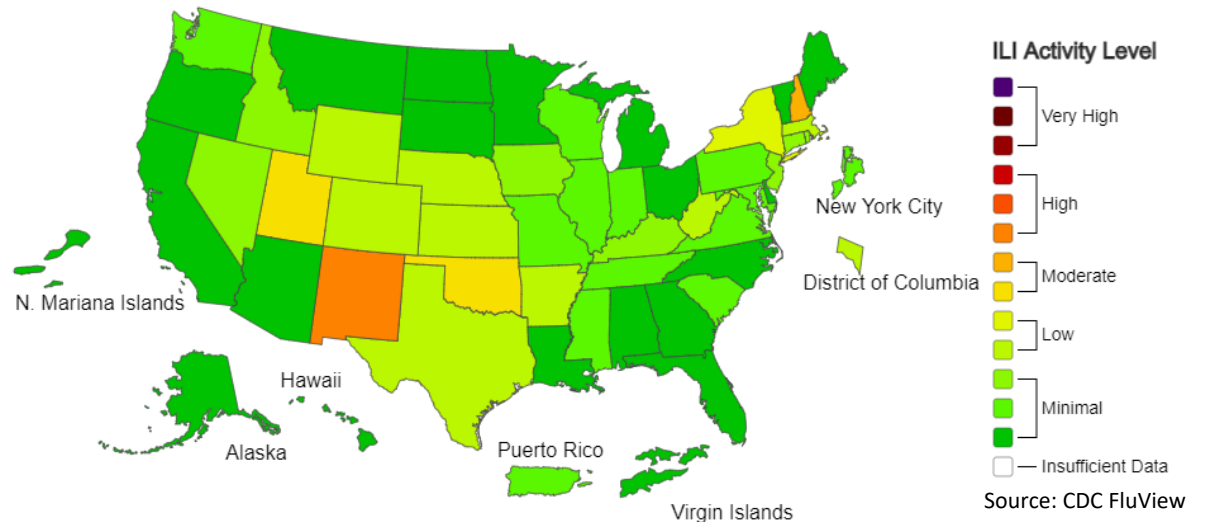 ILI Activity Level
Very High
High
New York City
District of Columbia
Moderate
N. Mariana Islands
Low
Hawaii
Minimal
Alaska
Puerto Rico
Insufficient Data
Source: CDC FluView
Virgin Islands